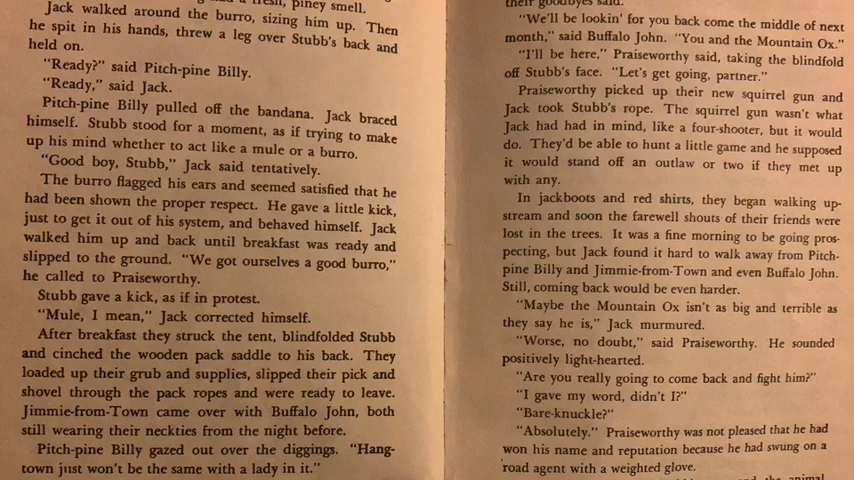 a fresh, piney smell.
Jack walked around the burro, sizing him up. Then
he spit in his hands, threw a leg over Stubb's back and
held on.
"Ready?" said Pitch-pine Billy.
"Ready," said Jack.
Pitch-pine Billy pulled off the bandana. Jack braced
himself. Stubb stood for a moment, as if trying to make
up his mind whether to act like a mule or a burro.
"Good boy, Stubb," Jack said tentatively.
The burro flagged his ears and seemed satisfied that he
had been shown the proper respect. He gave a little kick,
just to get it out of his system, and behaved himself. Jack
walked him up and back until breakfast was ready and
slipped to the ground. "We got ourselves a good burro,"
he called to Praiseworthy.
Stubb gave a kick, as if in protest.
"Mule, I mean," Jack corrected himself.
After breakfast they struck the tent, blindfolded Stubb
and cinched the wooden pack saddle to his back. They
loaded up their grub and supplies, slipped their pick and
shovel through the pack ropes and were ready to leave.
Jimmie-from-Town came over with Buffalo John, both
still wearing their neckties from the night before.
Pitch-pine Billy gazed out over the diggings. "Hang-
town just won't be the same with a lady in it."
their goodbyes said.
"We'll be lookin' for you back come the middle of next
month," said Buffalo John. "You and the Mountain Ox."
"I'll be here," Praiseworthy said, taking the blindfold
off Stubb's face. "Let's get going, partner."
Praiseworthy picked up their new squirrel gun and
Jack took Stubb's rope. The squirrel gun wasn't what
Jack had had in mind, like a four-shooter, but it would
do. They'd be able to hunt a little game and he supposed
it would stand off an outlaw or two if they met up
with any.
In jackboots and red shirts, they began walking up-
stream and soon the farewell shouts of their friends were
lost in the trees. It was a fine morning to be going pros-
pecting, but Jack found it hard to walk away from Pitch-
pine Billy and Jimmie-from-Town and even Buffalo John.
Still, coming back would be even harder.
"Maybe the Mountain Ox isn't as big and terrible as
they say he is," Jack murmured.
"Worse, no doubt," said Praiseworthy. He sounded
positively light-hearted.
"Are you really going to come back and fight him?"
"I gave my word, didn't I?"
"Bare-knuckle?"
"Absolutely." Praiseworthy was not pleased that he had
won his name and reputation because he had swung on a
road agent with a weighted glove.
and the animal